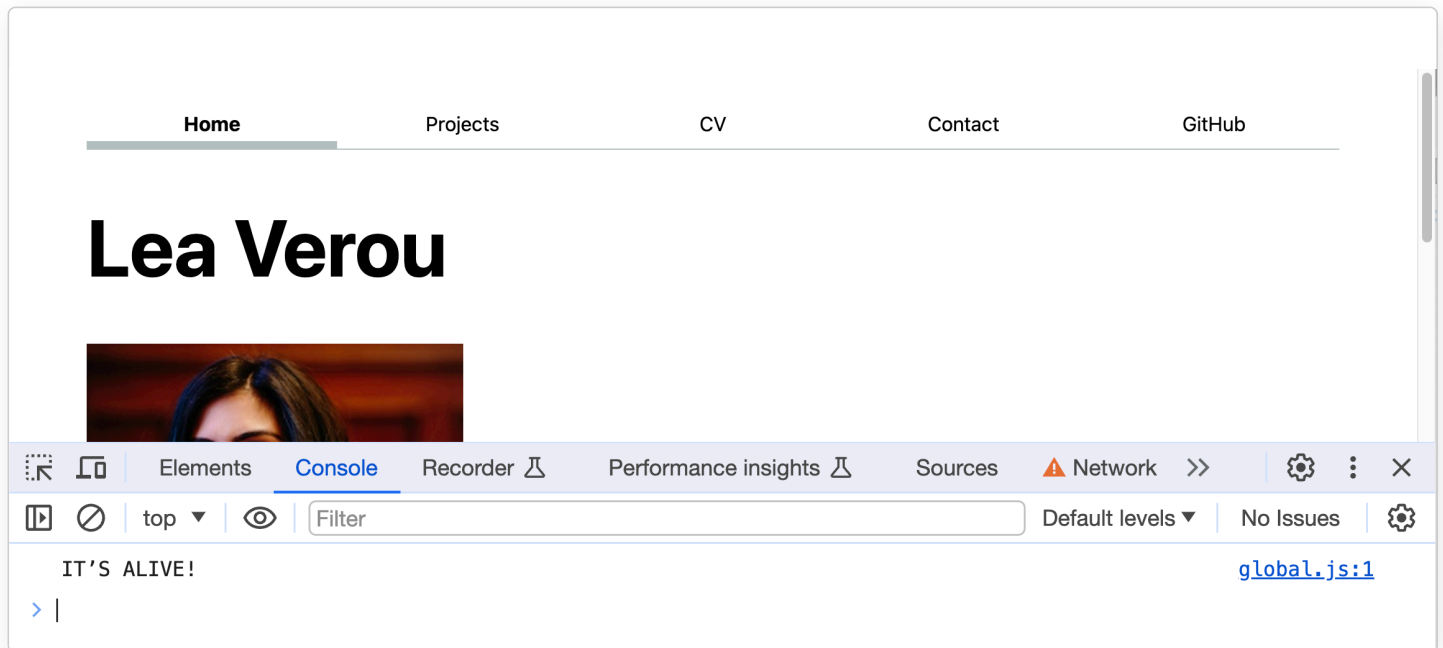 Home Projects CV Contact GitHub
Lea Verou
Elements Console Recorder Performance insights Sources Network
top Filter Default levels No Issues
IT’S ALIVE! global.js:1